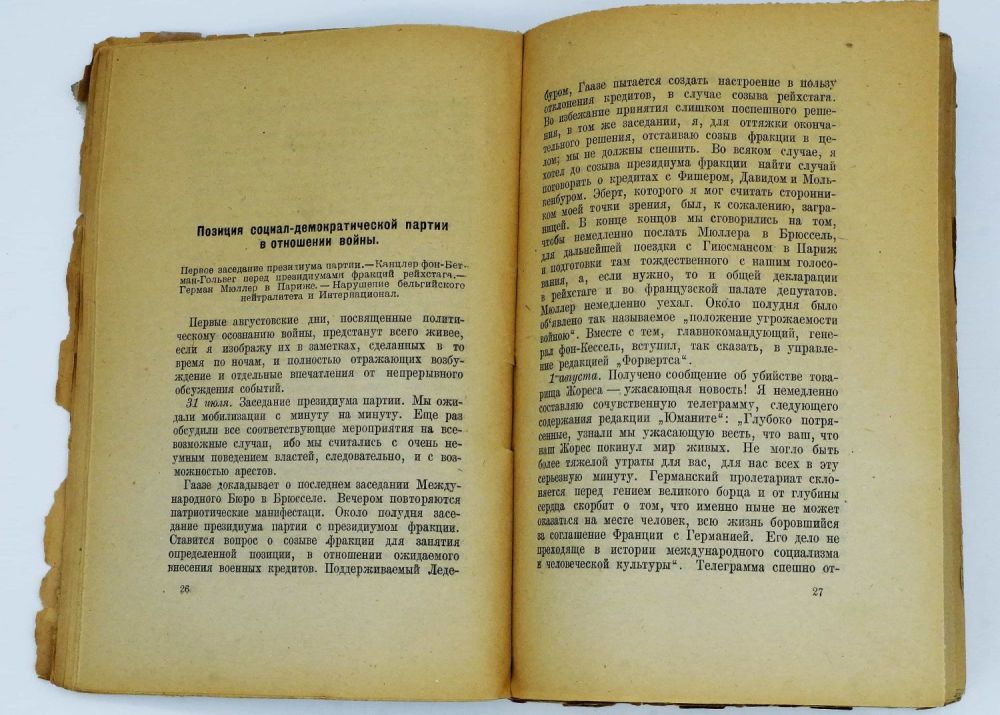 Позиция социал-демократической партии
в отношении войны.
Первое заседание президиума партии.—Канцлер фон-Бет-
ман-Гольвег перед президиумами фракций рейхстага.—
Герман Мюллер в Париже.—Нарушение бельгийского
нейтралитета и Интернационал.
Первые августовские дни, посвященные полити-
ческому осознанию войны, предстанут всего живее,
если я изображу их в заметках, сделанных в то
время по ночам, и полностью отражающих возбу-
ждение и отдельные впечатления от непрерывного
обсуждения событий.
31 июля. Заседание президиума партии. Мы ожи-
дали мобилизации с минуту на минуту. Еще раз
обсудили все соответствующие мероприятия на все-
возможные случаи, ибо мы считались с очень не-
умным поведением властей, следовательно, и с воз-
можностью арестов.
Гаазе докладывает о последнем заседании Между-
народного Бюро в Брюсселе. Вечером повторяются
патриотические манифестаци. Около полудня засе-
дание президиума партии с президиумом фракции.
Ставится вопрос о созыве фракции для занятия
определенной позиции, в отношении ожидаемого
внесения военных кредитов. Поддерживаемый Леде-
26
буром, Гаазе пытается создать настроение в пользу
отклонения кредитов, в случае созыва рейхстага.
Во избежание принятия слишком поспешного реше-
ния, в том же заседании, я, для оттяжки оконча-
тельного решения, отстаиваю созыв фракции в це-
лом; мы не должны спешить. Во всяком случае, я
хотел до созыва президиума фракции найти случай
поговорить о кредитах с Фишером, Давидом и Моль-
кенбуром. Эберт, которого я мог считать сторонни-
ком моей точки зрения, был, к сожалению, загра-
ницей. В конце концов мы сговорились на том,
чтобы немедленно послать Мюллера в Брюссель,
для дальнейшей поездки с Гиюсмансом в Париж
и подготовки там тождественного с нашим голосо-
вания, а, если нужно, то и общей декларации
в рейхстаге и во французской палате депутатов.
Мюллер немедленно уехал. Около полудня было
об‘явлено так называемое „положение угрожаемости
войною“. Вместе с тем, главнокомандующий, гене-
рал фон-Кессель, вступил, так сказать, в управле-
ние редакцией „Форвертса“.
1-августа. Получено сообщение об убийстве това-
рища Жореса — ужасающая новость! Я немедленно
составляю сочувственную телеграмму, следующего
содержания редакции „Юманите“: „Глубоко потря-
сенные, узнали мы ужасающую весть, что ваш, что
наш Жорес покинул мир живых. Не могло быть
более тяжелой утраты для вас, для нас всех в эту
серьезную минуту. Германский пролетариат скло-
няется перед гением великого борца и от глубины
сердца скорбит о том, что именно ныне не может
оказаться на месте человек, всю жизнь боровшийся
за соглашение Франции с Германией. Его дело не
преходяще в истории международного социализма
и человеческой культуры“. Телеграмма спешно от-
27